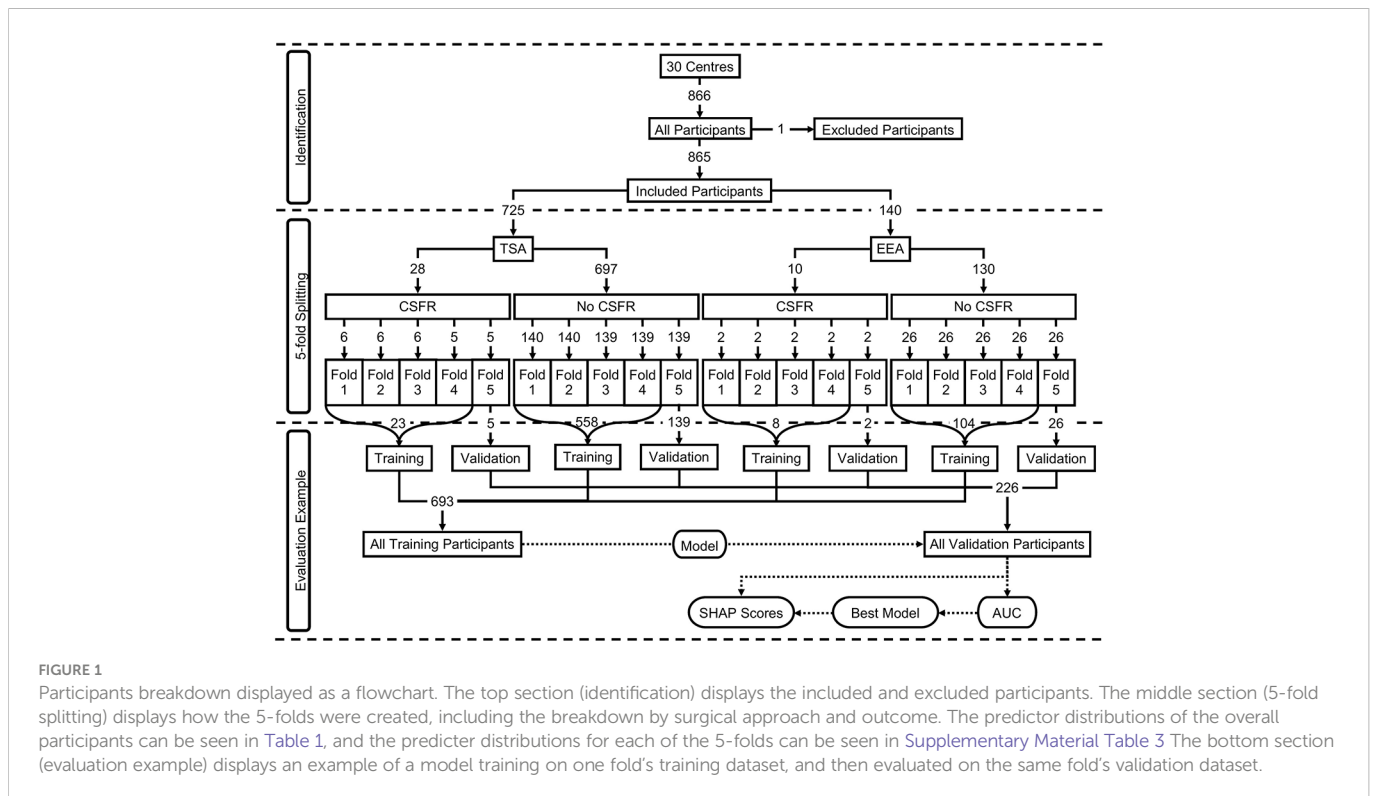 Identification
30 Centres
866
All Participants
1
Excluded Participants
865
Included Participants
725
140
5-fold Splitting
TSA
EEA
28
697
10
130
CSFR
No CSFR
CSFR
No CSFR
6 6 6 5 5 140 140 139 139 139 2 2 2 2 2 26 26 26 26 26
Fold Fold Fold Fold Fold Fold Fold Fold Fold Fold Fold Fold Fold Fold Fold Fold Fold Fold Fold Fold
1 2 3 4 5 1 2 3 4 5 1 2 3 4 5 1 2 3 4 5
23 5 558 139 8 2 104 26
Evaluation Example
Training Validation Training Validation Training Validation Training Validation
693
226
All Training Participants
Model
All Validation Participants
SHAP Scores
Best Model
AUC
FIGURE 1
Participants breakdown displayed as a flowchart. The top section (identification) displays the included and excluded participants. The middle section (5-fold
splitting) displays how the 5-folds were created, including the breakdown by surgical approach and outcome. The predictor distributions of the overall
participants can be seen in Table 1, and the predicter distributions for each of the 5-folds can be seen in Supplementary Material Table 3 The bottom section
(evaluation example) displays an example of a model training on one fold's training dataset, and then evaluated on the same fold's validation dataset.